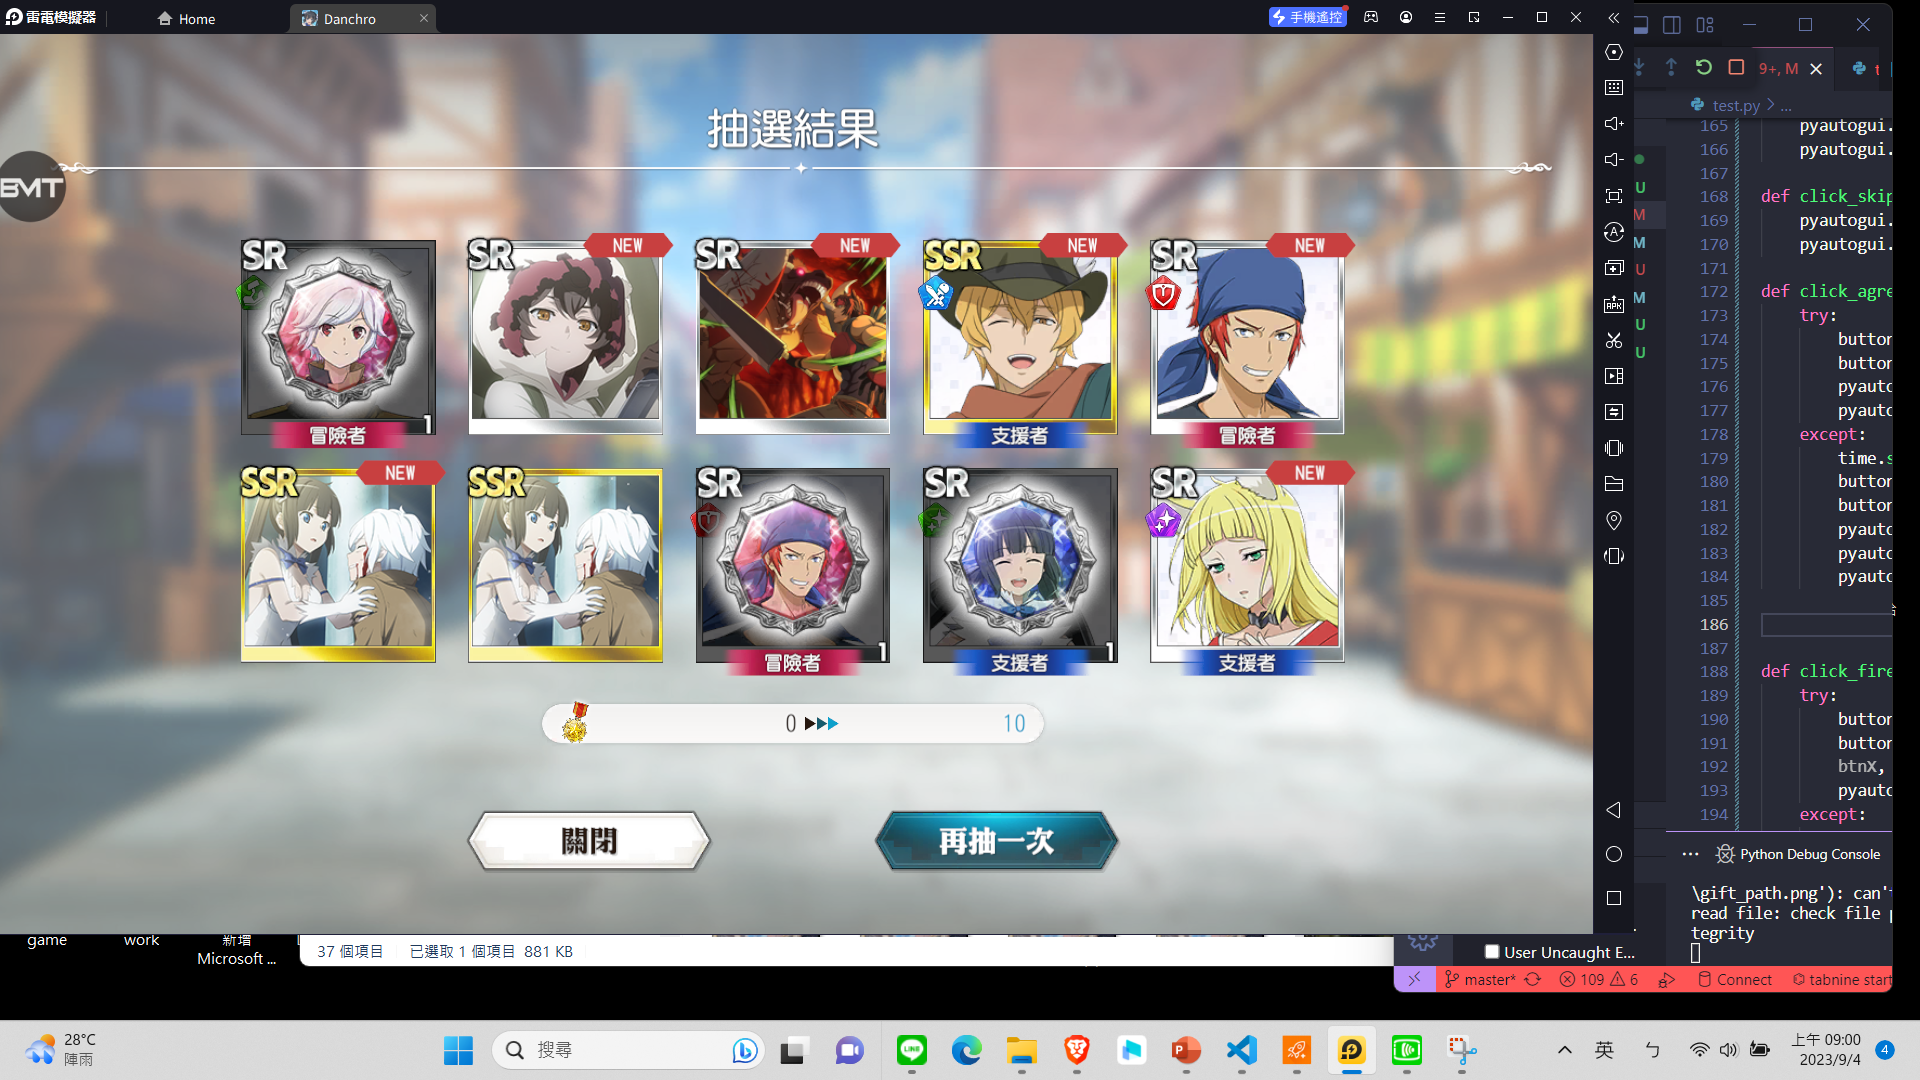 雷電模擬器
Home
Danchro
手機遙控
抽選結果
BMT
SR
1
冒險者
SR
NEW
SR
NEW
SSR
NEW
支援者
SR
NEW
冒險者
SSR
NEW
SSR
SR
1
冒險者
SR
1
支援者
SR
NEW
支援者
0
10
關閉
再抽一次
APK
9+, M
test.py > ...
165 pyautogui.
166 pyautogui.
167
168 def click_skip
169 pyautogui.
170 pyautogui.
171
172 def click_agre
173 try:
174 button
175 button
176 pyauto
177 pyauto
178 except:
179 time.s
180 button
181 button
182 pyauto
183 pyauto
184 pyauto
185
186
187
188 def click_fire
189 try:
190 button
191 button
192 btnX,
193 pyauto
194 except:
U
M
M
U
M
U
U
Python Debug Console
\gift_path.png'): can't
read file: check file p
tegrity
game
work
新增
Microsoft ...
37 個項目
已選取 1 個項目 881 KB
User Uncaught E...
master*
109
6
Connect
tabnine start
28°C
陣雨
搜尋
LINE
英
ㄅ
上午 09:00
2023/9/4
4